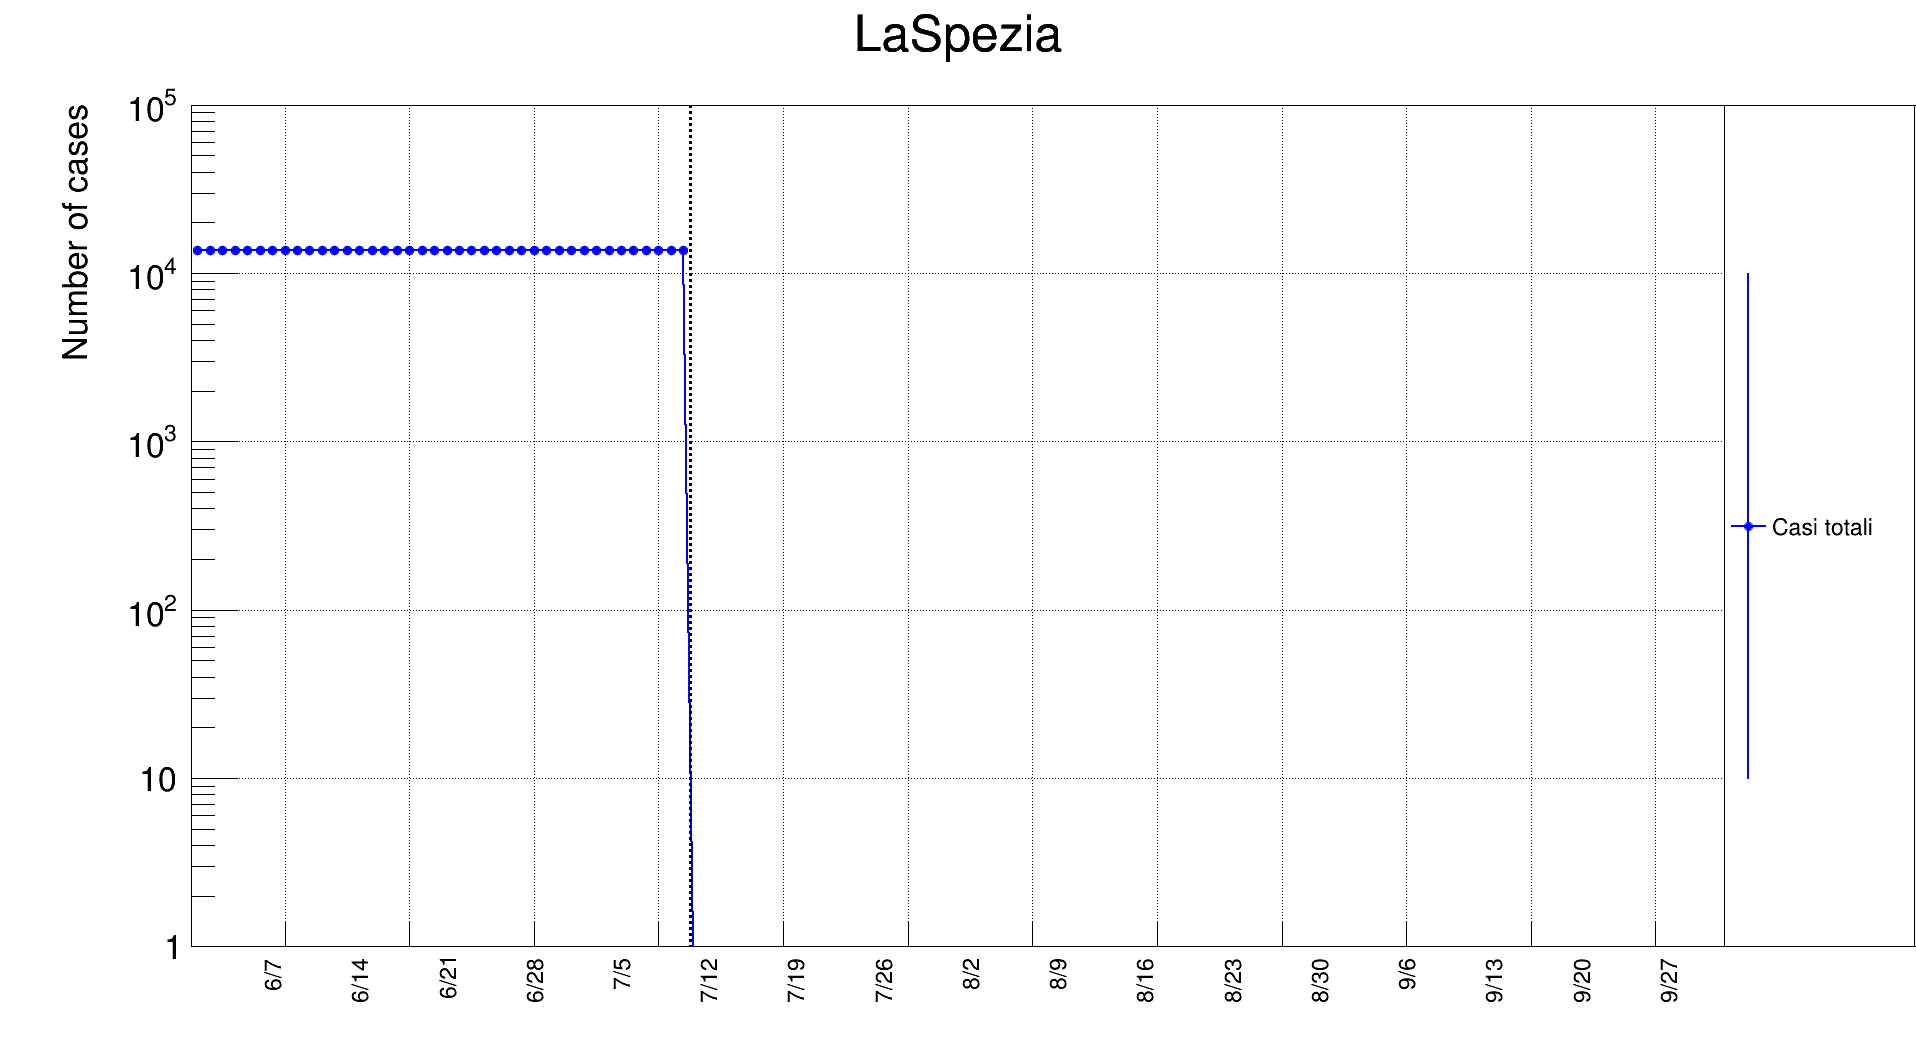 LaSpezia
Number of cases
10^5
10^4
10^3
10^2
10
1
6/7 6/14 6/21 6/28 7/5 7/12 7/19 7/26 8/2 8/9 8/16 8/23 8/30 9/6 9/13 9/20 9/27
Casi totali